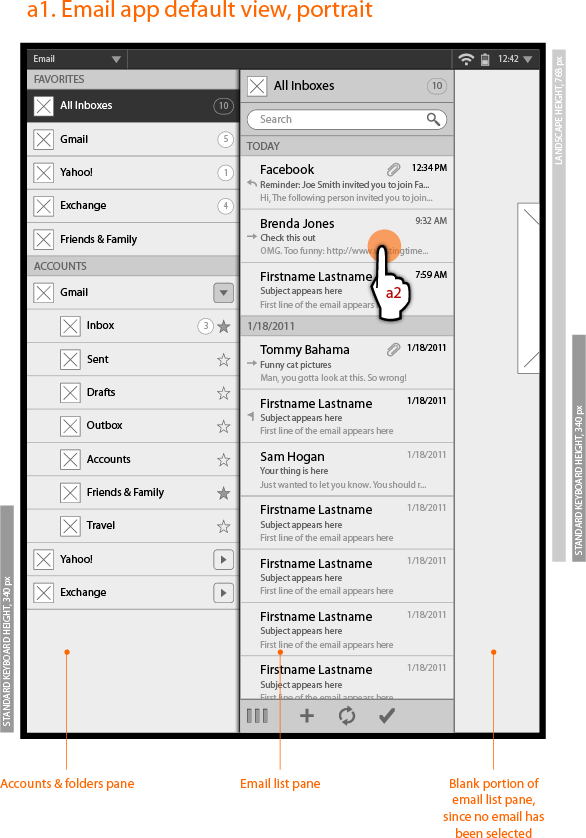 a1. Email app default view, portrait
Email
12:42
FAVORITES
All Inboxes
10
Gmail
5
Yahoo!
1
Exchange
4
Friends & Family
ACCOUNTS
Gmail
Inbox
3
Sent
Drafts
Outbox
Accounts
Friends & Family
Travel
Yahoo!
Exchange
All Inboxes
10
Search
TODAY
Facebook
12:34 PM
Reminder: Joe Smith invited you to join Fa...
Hi, The following person invited you to join...
Brenda Jones
9:32 AM
Check this out
OMG. Too funny: http://www.
Firstname Lastname
7:59 AM
Subject appears here
First line of the email appears
a2
1/18/2011
Tommy Bahama
1/18/2011
Funny cat pictures
Man, you gotta look at this. So wrong!
Firstname Lastname
1/18/2011
Subject appears here
First line of the email appears here
Sam Hogan
1/18/2011
Your thing is here
Just wanted to let you know. You should r...
Firstname Lastname
1/18/2011
Subject appears here
First line of the email appears here
Firstname Lastname
1/18/2011
Subject appears here
First line of the email appears here
Firstname Lastname
1/18/2011
Subject appears here
First line of the email appears here
Firstname Lastname
1/18/2011
Subject appears here
First line of the email appears here
LANDSCAPE HEIGHT, 768 px
STANDARD KEYBOARD HEIGHT, 340 px
STANDARD KEYBOARD HEIGHT, 340 px
Accounts & folders pane
Email list pane
Blank portion of
email list pane,
since no email has
been selected